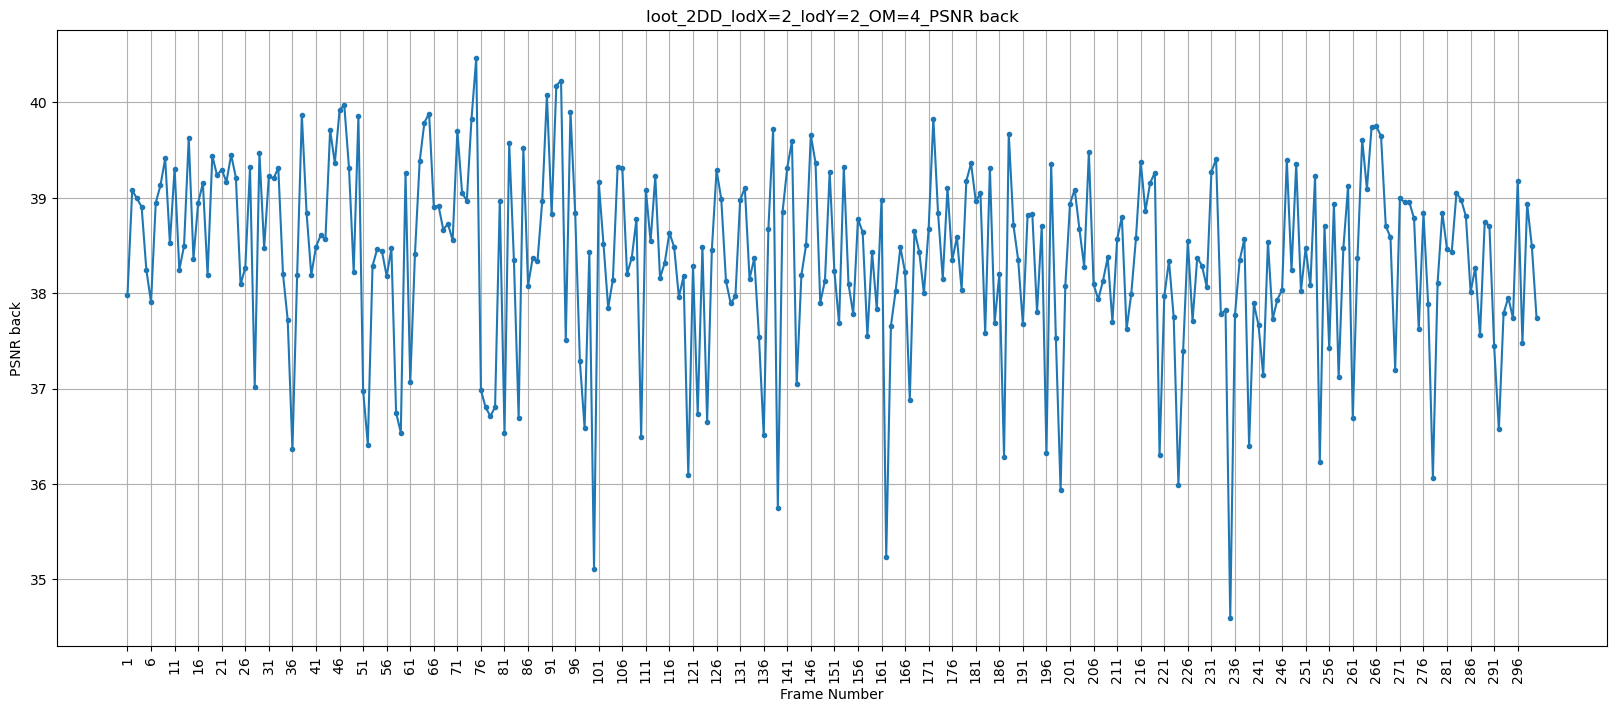 loot_2DD_lodX=2_lodY=2_OM=4_PSNR back
PSNR back
40
39
38
37
36
35
1 6 11 16 21 26 31 36 41 46 51 56 61 66 71 76 81 86 91 96 101 106 111 116 121 126 131 136 141 146 151 156 161 166 171 176 181 186 191 196 201 206 211 216 221 226 231 236 241 246 251 256 261 266 271 276 281 286 291 296
Frame Number